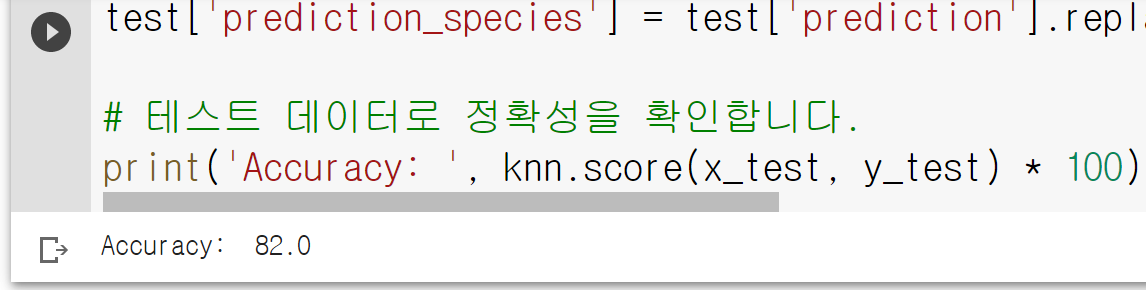 test['prediction_species'] = test['prediction'].repl
# 테스트 데이터로 정확성을 확인합니다.
print('Accuracy: ', knn.score(x_test, y_test) * 100)
Accuracy:  82.0